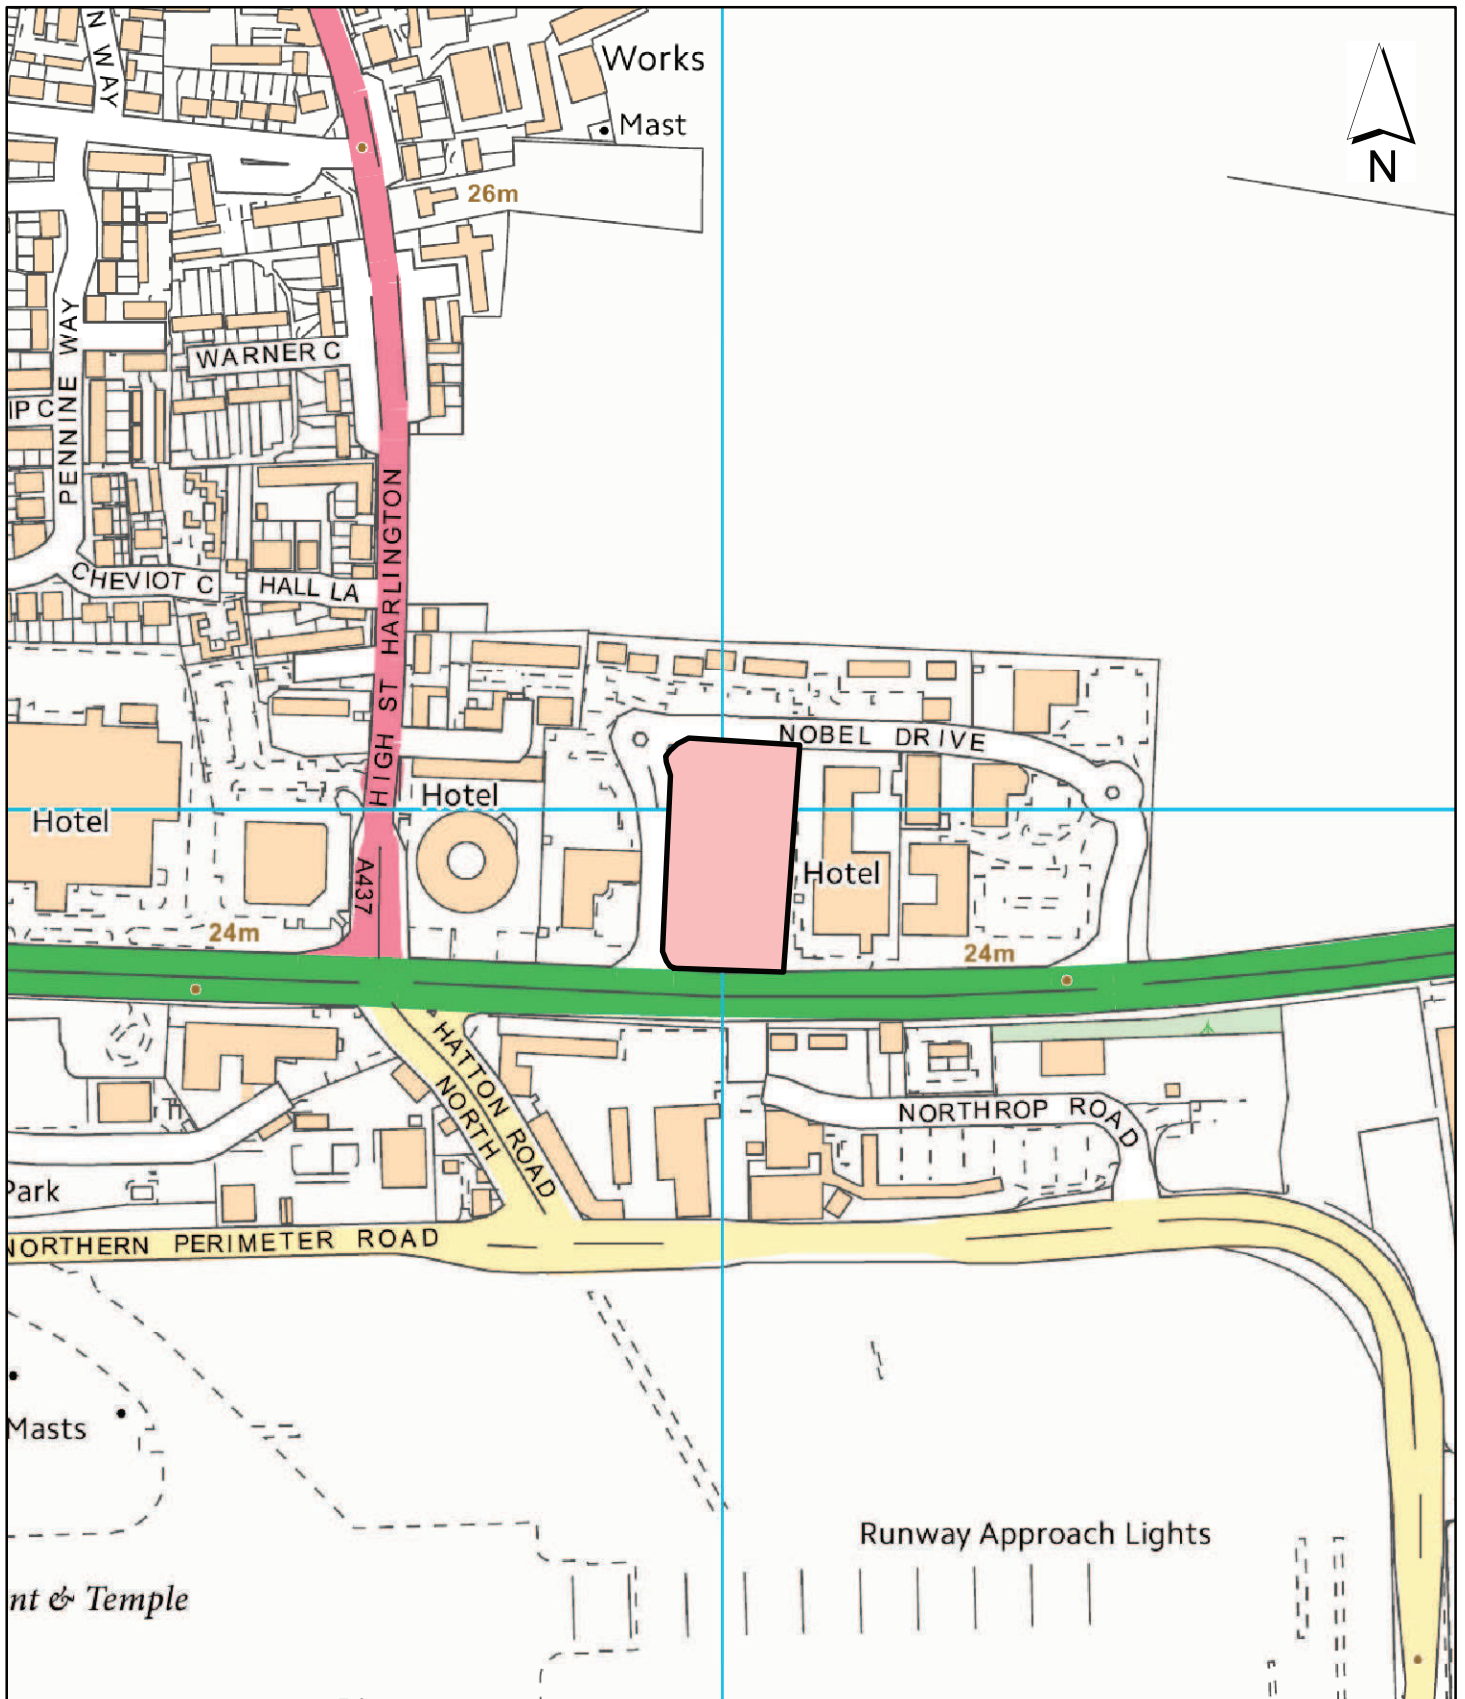 N WAY
Works
Mast
N
26m
PENNINE WAY
WARNER C
IP C
HIGH ST HARLINGTON
CHEVIOT C
HALL LA
NOBEL DRIVE
Hotel
Hotel
Hotel
A437
24m
24m
HATTON ROAD
NORTH
NORTHROP ROAD
Park
NORTHERN PERIMETER ROAD
Masts
Runway Approach Lights
nt & Temple